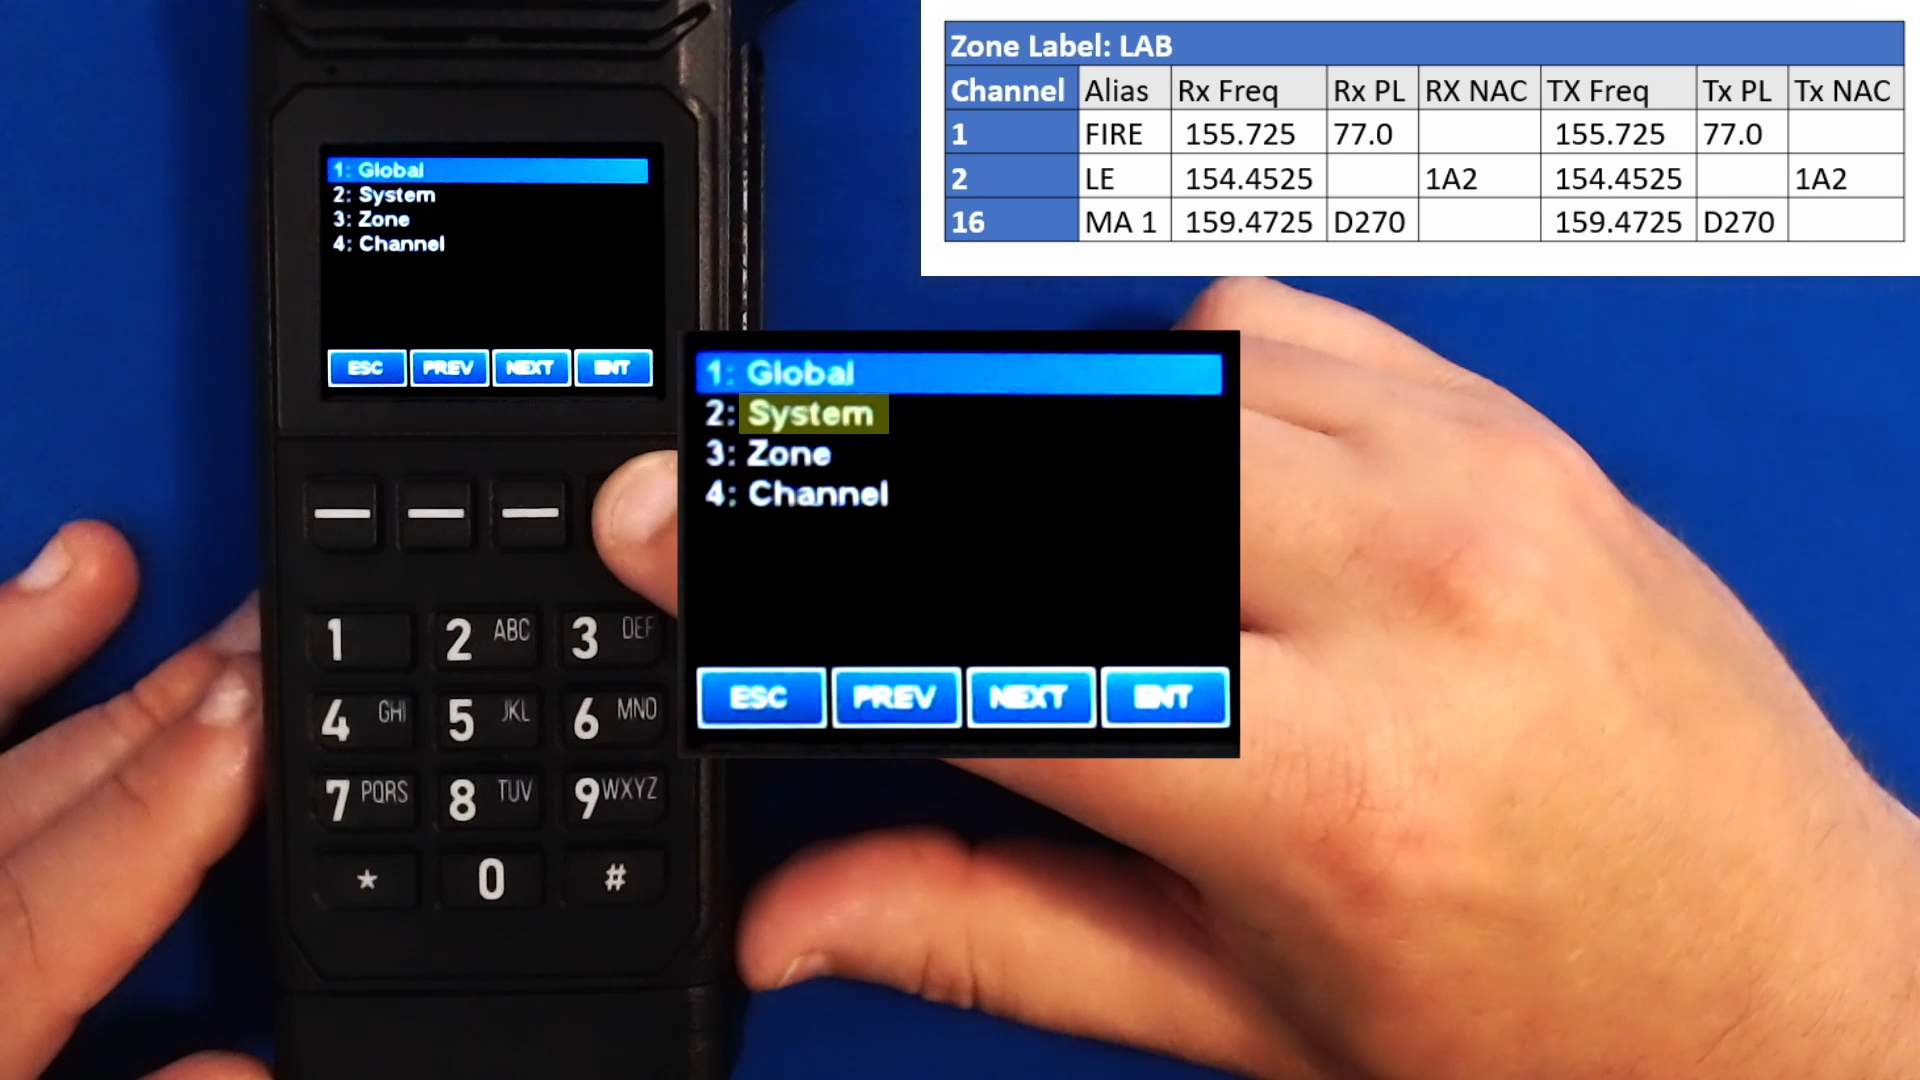 1: Global
2: System
3: Zone
4: Channel
ESC PREV NEXT ENT
1 2 ABC 3 DEF
4 GHI 5 JKL 6 MNO
7 PQRS 8 TUV 9 WXYZ
* 0 #
Zone Label: LAB
Channel Alias Rx Freq Rx PL RX NAC TX Freq Tx PL Tx NAC
1 FIRE 155.725 77.0 155.725 77.0
2 LE 154.4525 1A2 154.4525 1A2
16 MA 1 159.4725 D270 159.4725 D270
1: Global
2: System
3: Zone
4: Channel
ESC PREV NEXT ENT